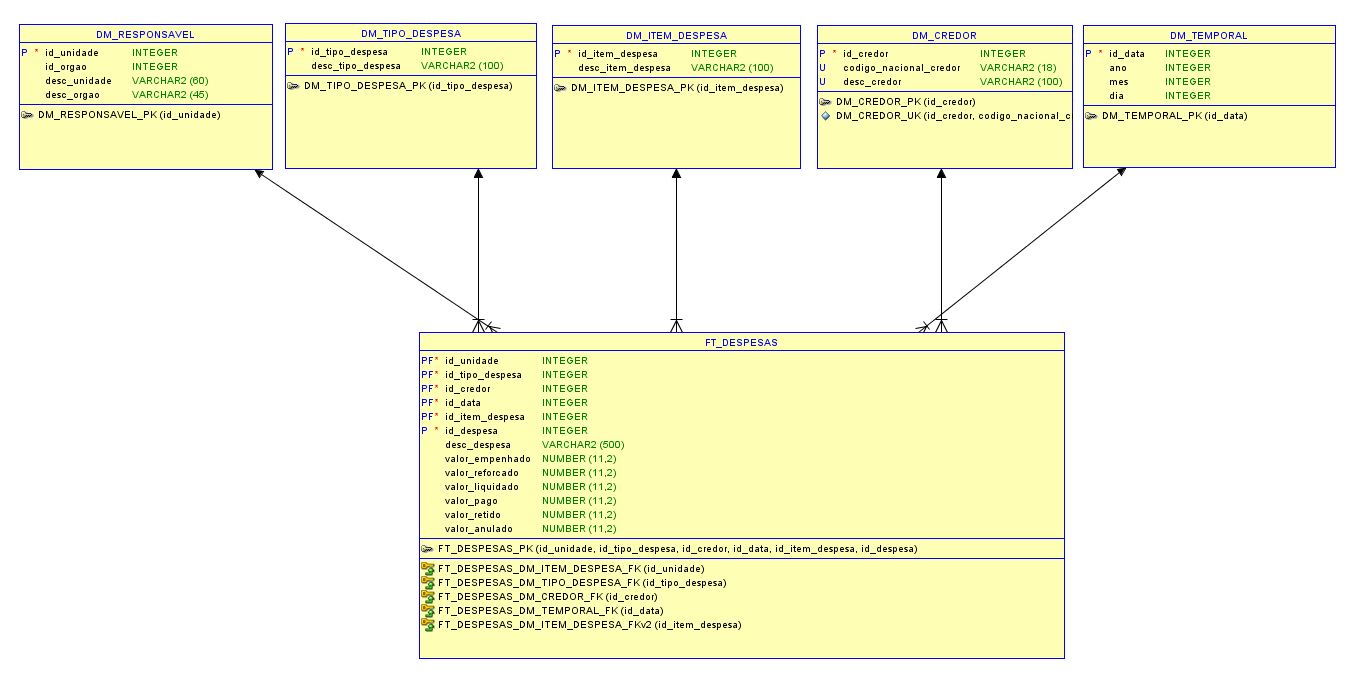 DM_RESPONSAVEL
P * id_unidade INTEGER
id_orgao INTEGER
desc_unidade VARCHAR2 (60)
desc_orgao VARCHAR2 (45)
DM_RESPONSAVEL_PK (id_unidade)
DM_TIPO_DESPESA
P * id_tipo_despesa INTEGER
desc_tipo_despesa VARCHAR2 (100)
DM_TIPO_DESPESA_PK (id_tipo_despesa)
DM_ITEM_DESPESA
P * id_item_despesa INTEGER
desc_item_despesa VARCHAR2 (100)
DM_ITEM_DESPESA_PK (id_item_despesa)
DM_CREDOR
P * id_credor INTEGER
U codigo_nacional_credor VARCHAR2 (18)
U desc_credor VARCHAR2 (100)
DM_CREDOR_PK (id_credor)
DM_CREDOR_UK (id_credor, codigo_nacional_c
DM_TEMPORAL
P * id_data INTEGER
ano INTEGER
mes INTEGER
dia INTEGER
DM_TEMPORAL_PK (id_data)
FT_DESPESAS
PF* id_unidade INTEGER
PF* id_tipo_despesa INTEGER
PF* id_credor INTEGER
PF* id_data INTEGER
PF* id_item_despesa INTEGER
P * id_despesa INTEGER
desc_despesa VARCHAR2 (500)
valor_empenhado NUMBER (11,2)
valor_reforcado NUMBER (11,2)
valor_liquidado NUMBER (11,2)
valor_pago NUMBER (11,2)
valor_retido NUMBER (11,2)
valor_anulado NUMBER (11,2)
FT_DESPESAS_PK (id_unidade, id_tipo_despesa, id_credor, id_data, id_item_despesa, id_despesa)
FT_DESPESAS_DM_ITEM_DESPESA_FK (id_unidade)
FT_DESPESAS_DM_TIPO_DESPESA_FK (id_tipo_despesa)
FT_DESPESAS_DM_CREDOR_FK (id_credor)
FT_DESPESAS_DM_TEMPORAL_FK (id_data)
FT_DESPESAS_DM_ITEM_DESPESA_FKv2 (id_item_despesa)